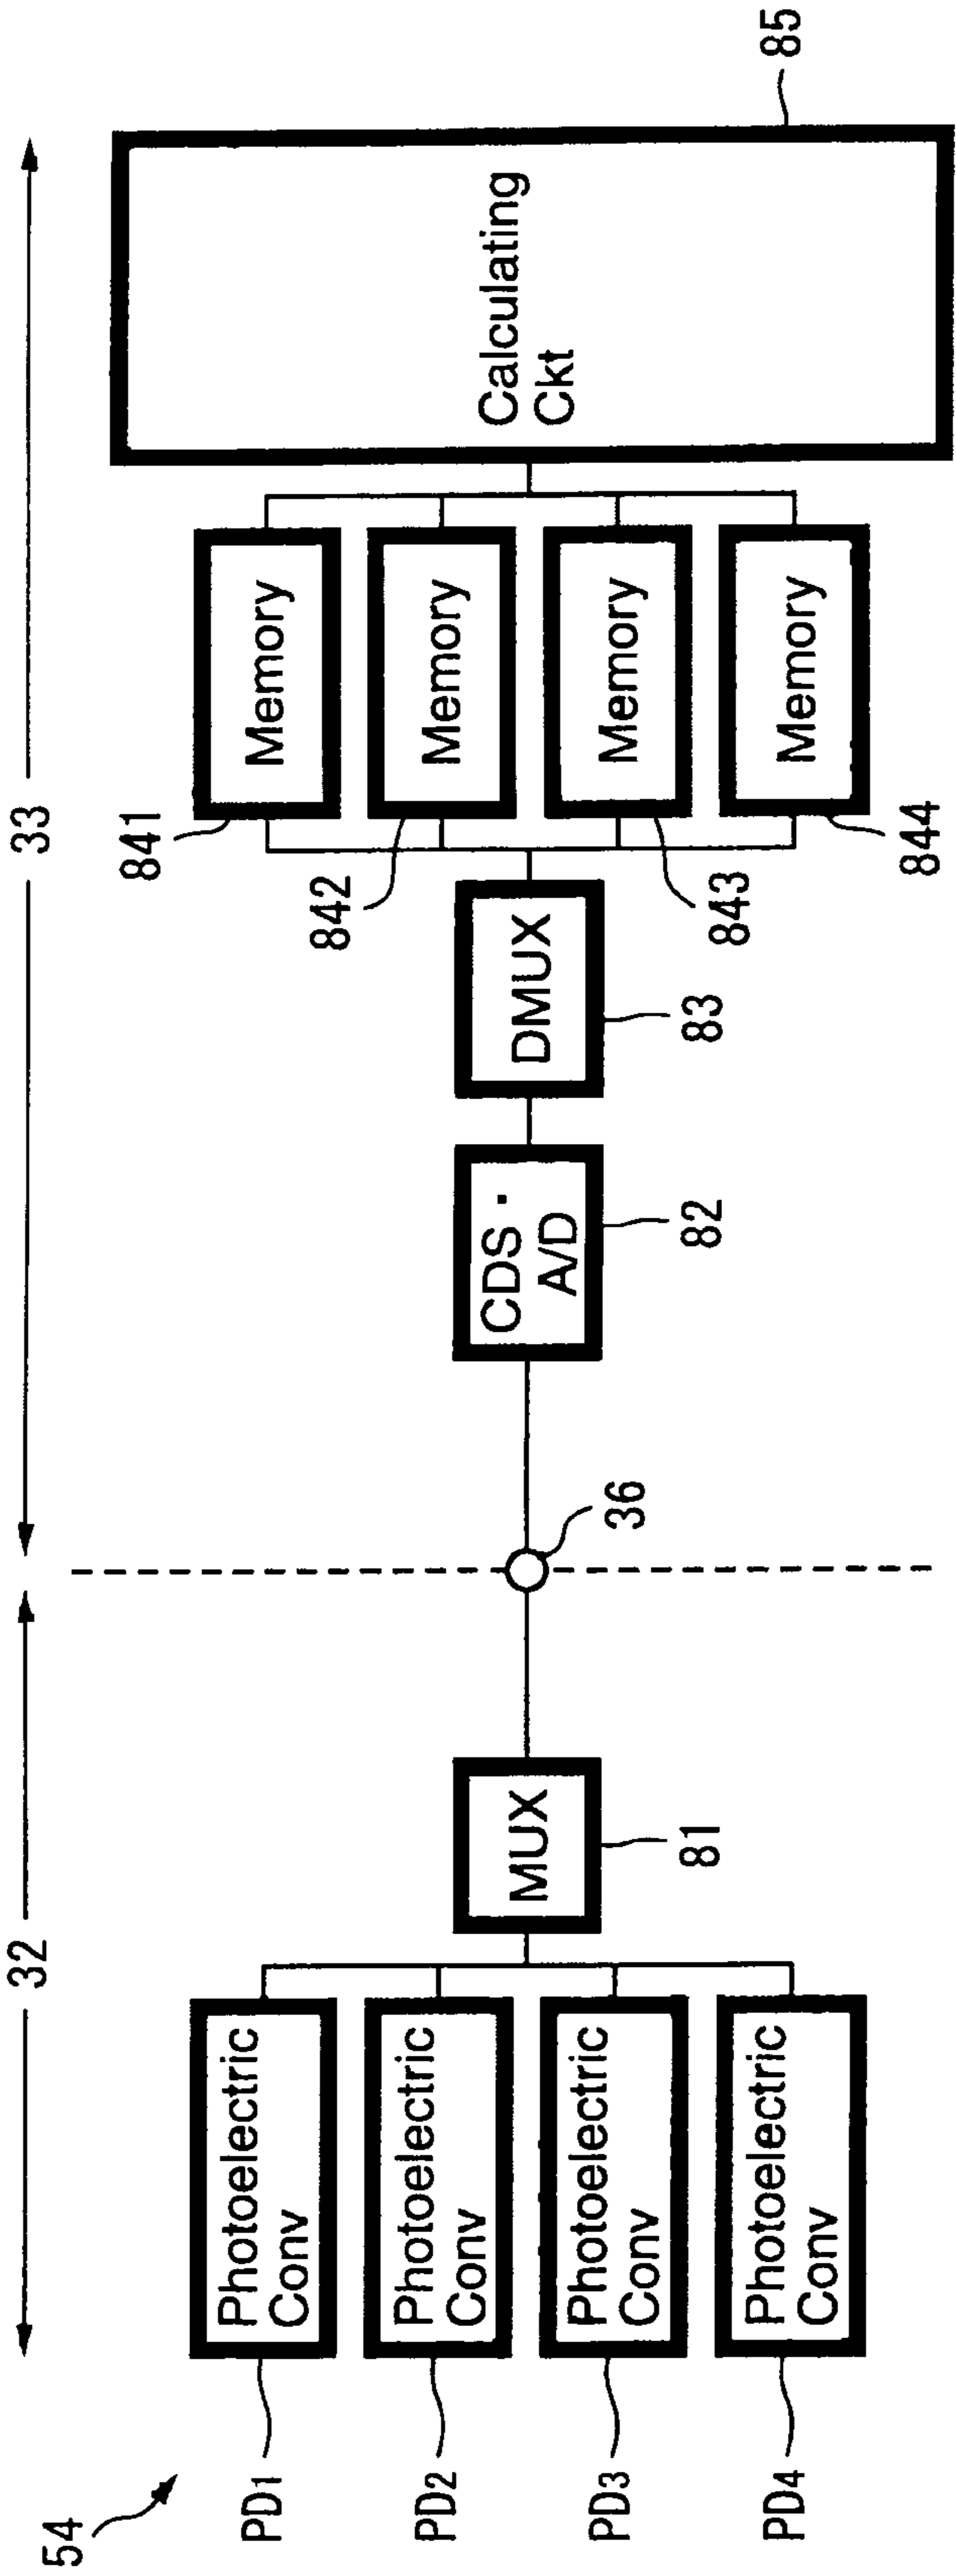 32
33
54
PD1
Photoelectric
Conv
PD2
Photoelectric
Conv
PD3
Photoelectric
Conv
PD4
Photoelectric
Conv
MUX
81
36
CDS ·
A/D
82
DMUX
83
841
Memory
842
Memory
843
Memory
844
Memory
Calculating
Ckt
85